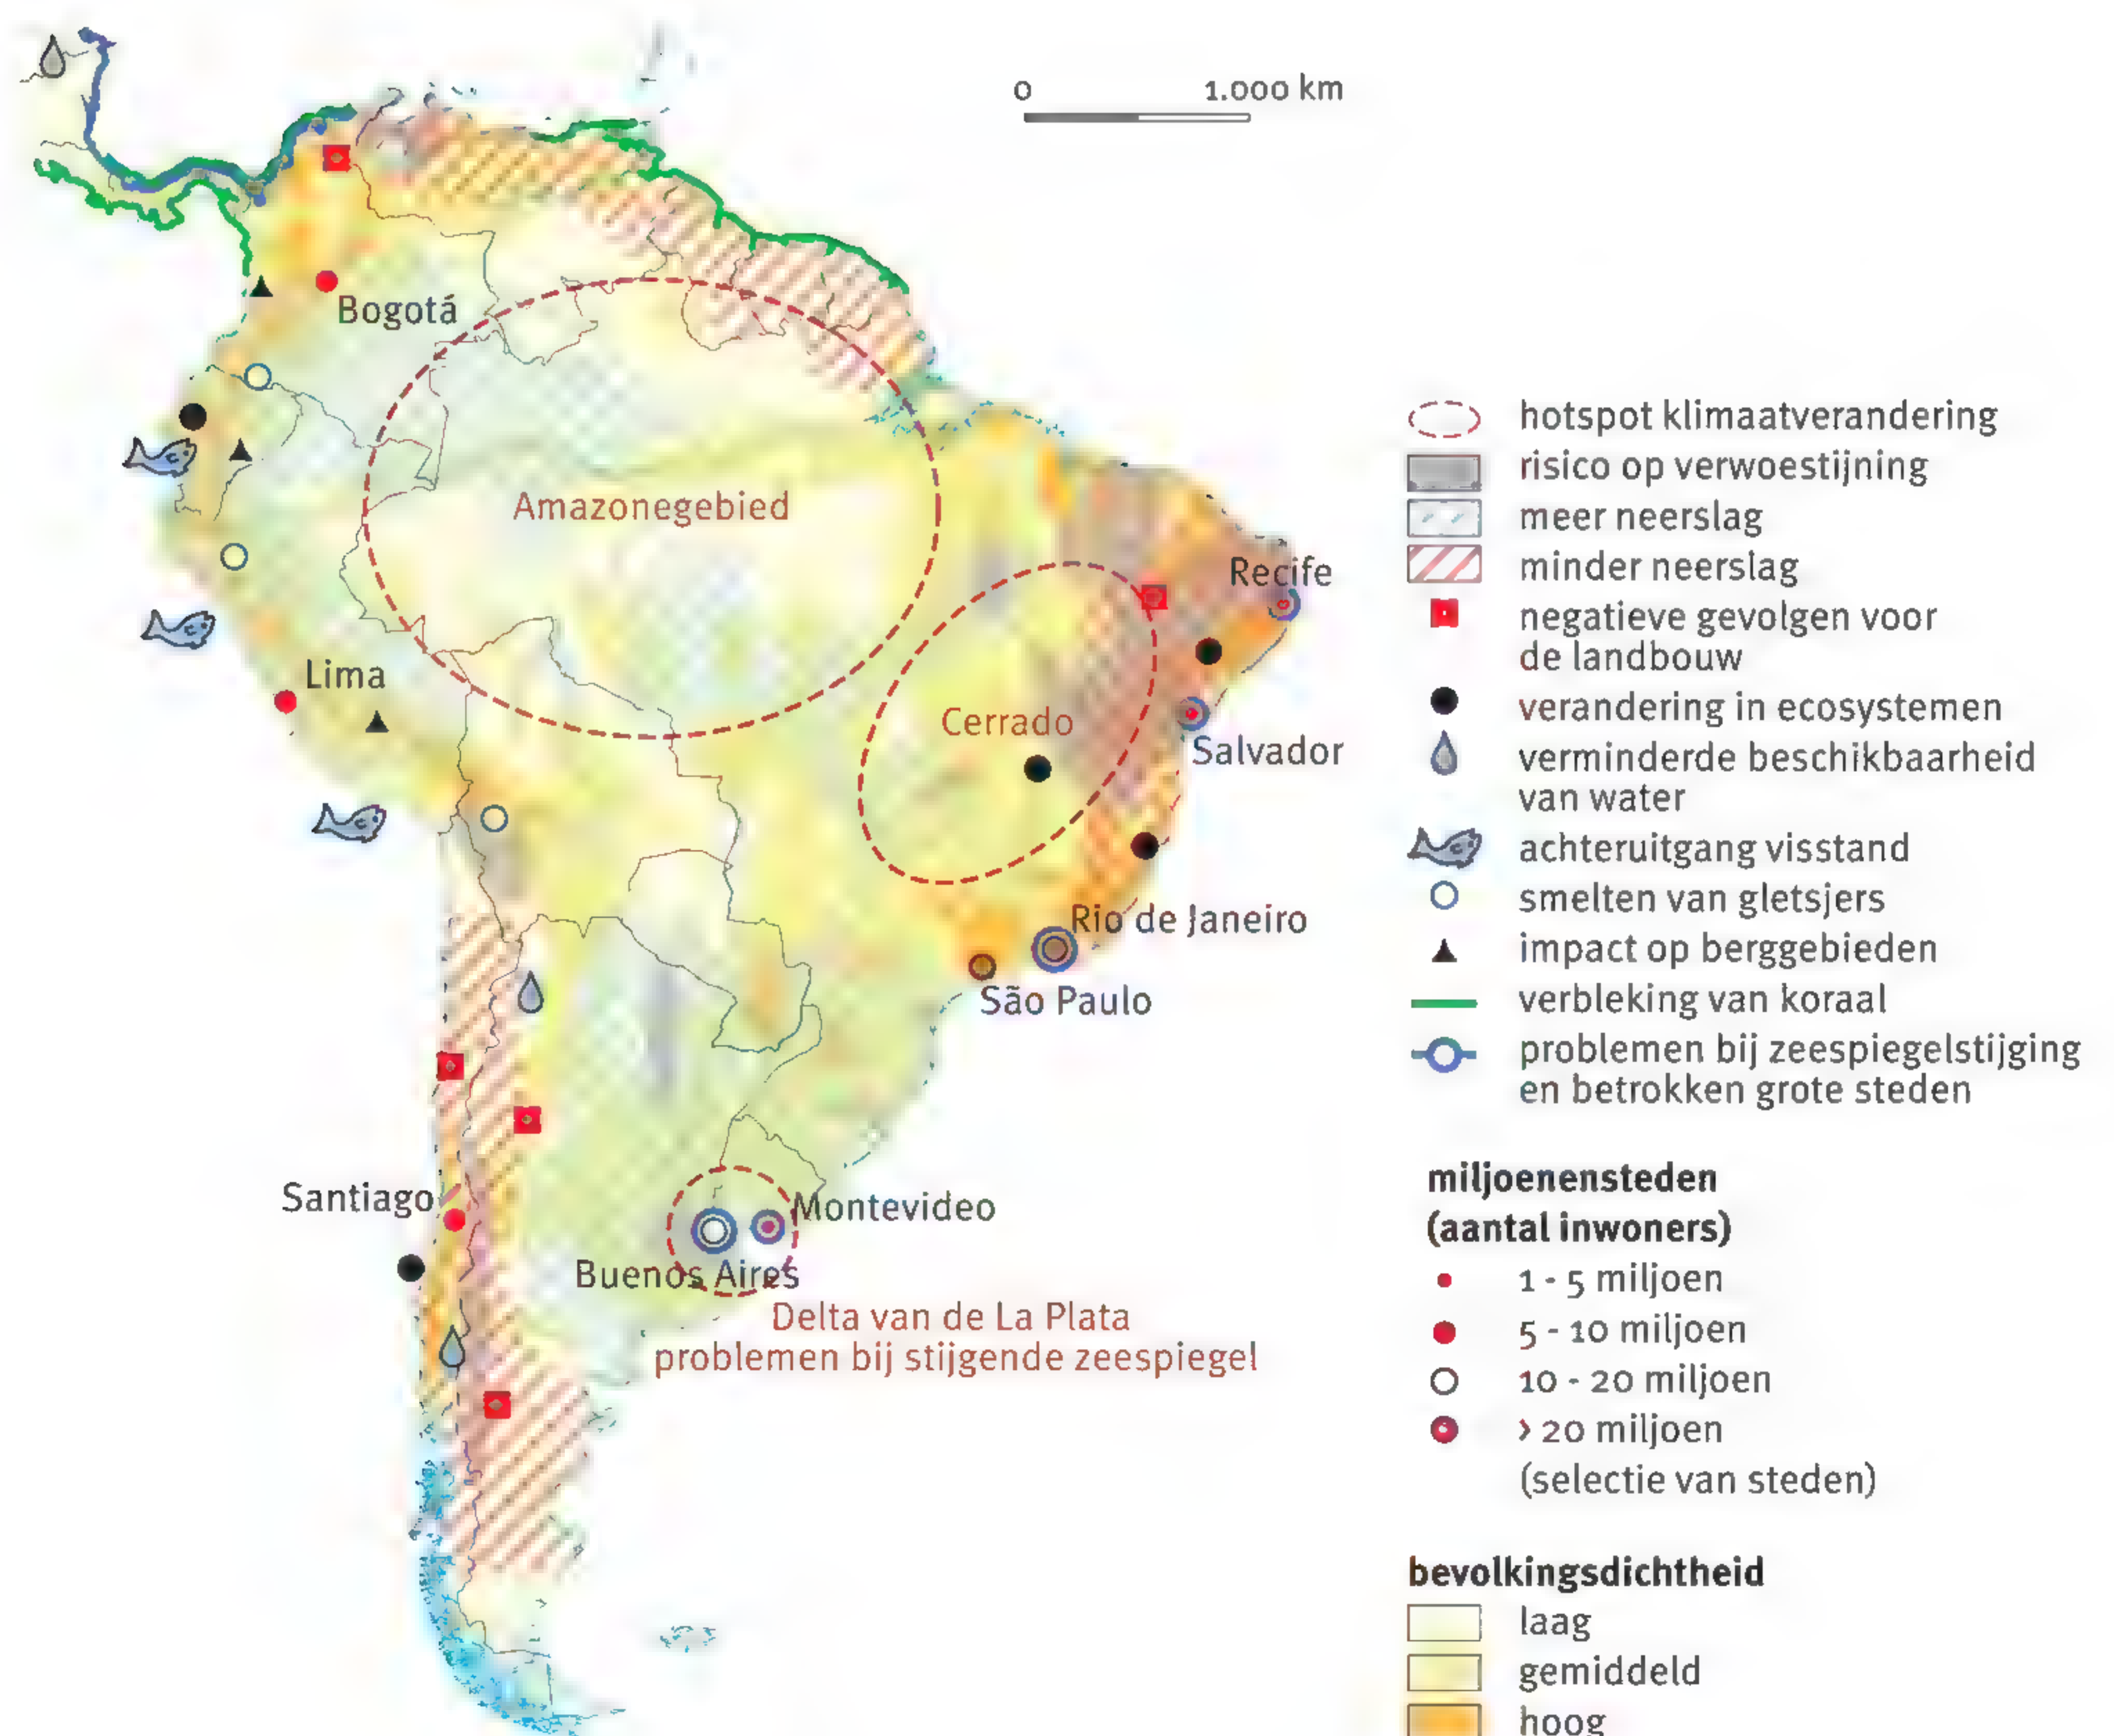 0 1.000 km
Bogotá
Amazonegebied
Recife
Lima
Cerrado
Salvador
Rio de Janeiro
São Paulo
Santiago
Montevideo
Buenos Aires
Delta van de La Plata
problemen bij stijgende zeespiegel
hotspot klimaatverandering
risico op verwoestijning
meer neerslag
minder neerslag
negatieve gevolgen voor
de landbouw
verandering in ecosystemen
verminderde beschikbaarheid
van water
achteruitgang visstand
smelten van gletsjers
impact op berggebieden
verbleking van koraal
problemen bij zeespiegelstijging
en betrokken grote steden
miljoenensteden
(aantal inwoners)
1 - 5 miljoen
5 - 10 miljoen
10 - 20 miljoen
> 20 miljoen
(selectie van steden)
bevolkingsdichtheid
laag
gemiddeld
hoog